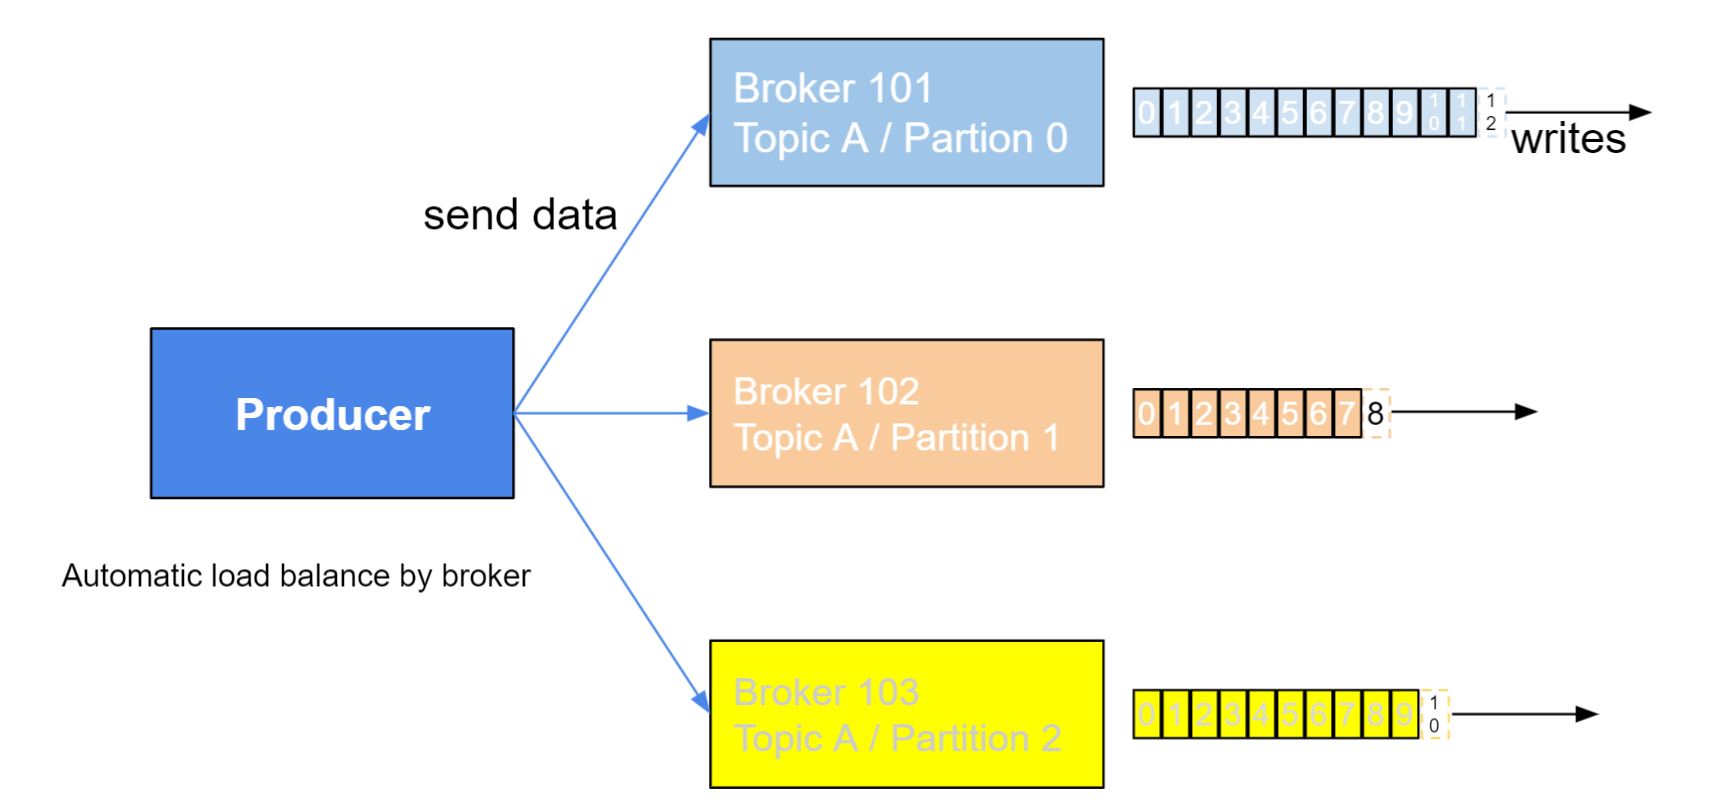 Broker 101
Topic A / Partion 0
0 1 2 3 4 5 6 7 8 9 10 11 12
writes
send data
Producer
Broker 102
Topic A / Partition 1
0 1 2 3 4 5 6 7 8
Automatic load balance by broker
Broker 103
Topic A / Partition 2
0 1 2 3 4 5 6 7 8 9 10